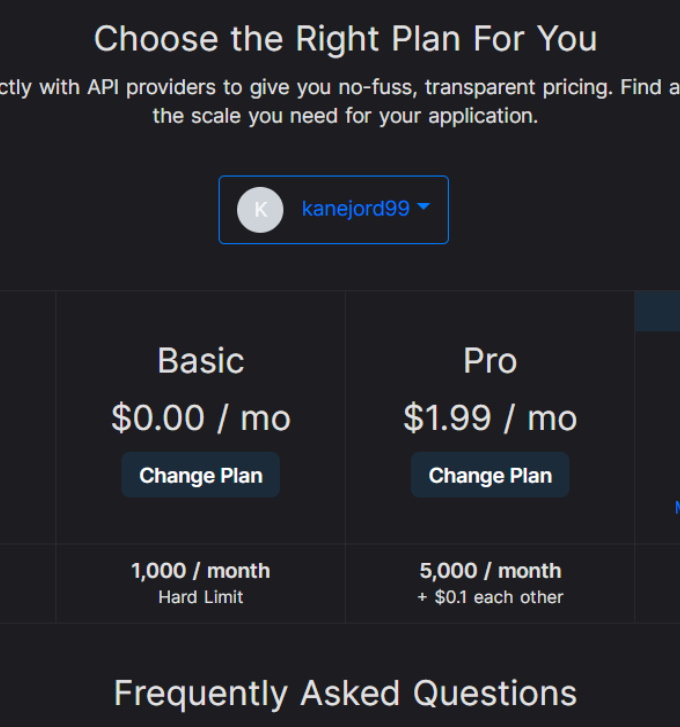 Choose the Right Plan For You
ctly with API providers to give you no-fuss, transparent pricing. Find a
the scale you need for your application.
K
kanejord99
Basic
$0.00 / mo
Change Plan
1,000 / month
Hard Limit
Pro
$1.99 / mo
Change Plan
5,000 / month
+ $0.1 each other
Frequently Asked Questions